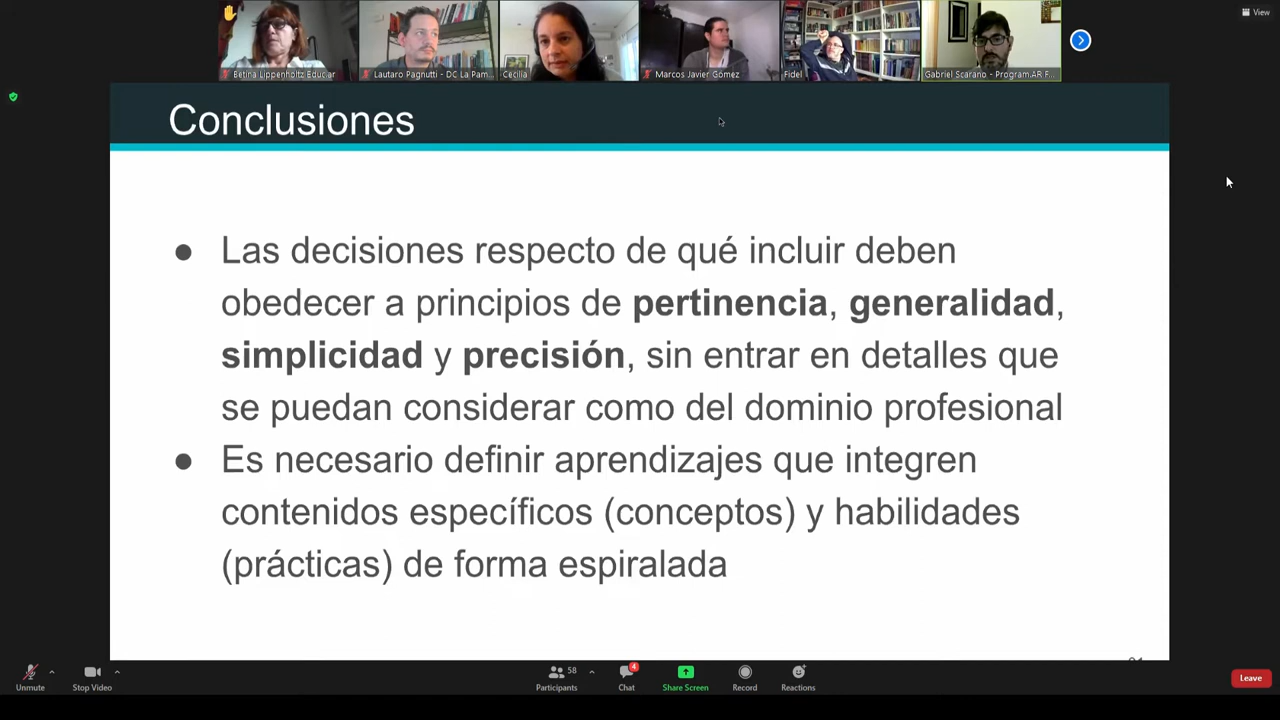 View
Betina Lippenholtz Educ.ar
Lautaro Pagnutti - DC La Pam...
Cecilia
Marcos Javier Gómez
Fidel
Gabriel Scarano - Program.AR F...
Conclusiones
● Las decisiones respecto de qué incluir deben
obedecer a principios de pertinencia, generalidad,
simplicidad y precisión, sin entrar en detalles que
se puedan considerar como del dominio profesional
● Es necesario definir aprendizajes que integren
contenidos específicos (conceptos) y habilidades
(prácticas) de forma espiralada
Unmute
Stop Video
58
Participants
4
Chat
Share Screen
Record
Reactions
Leave